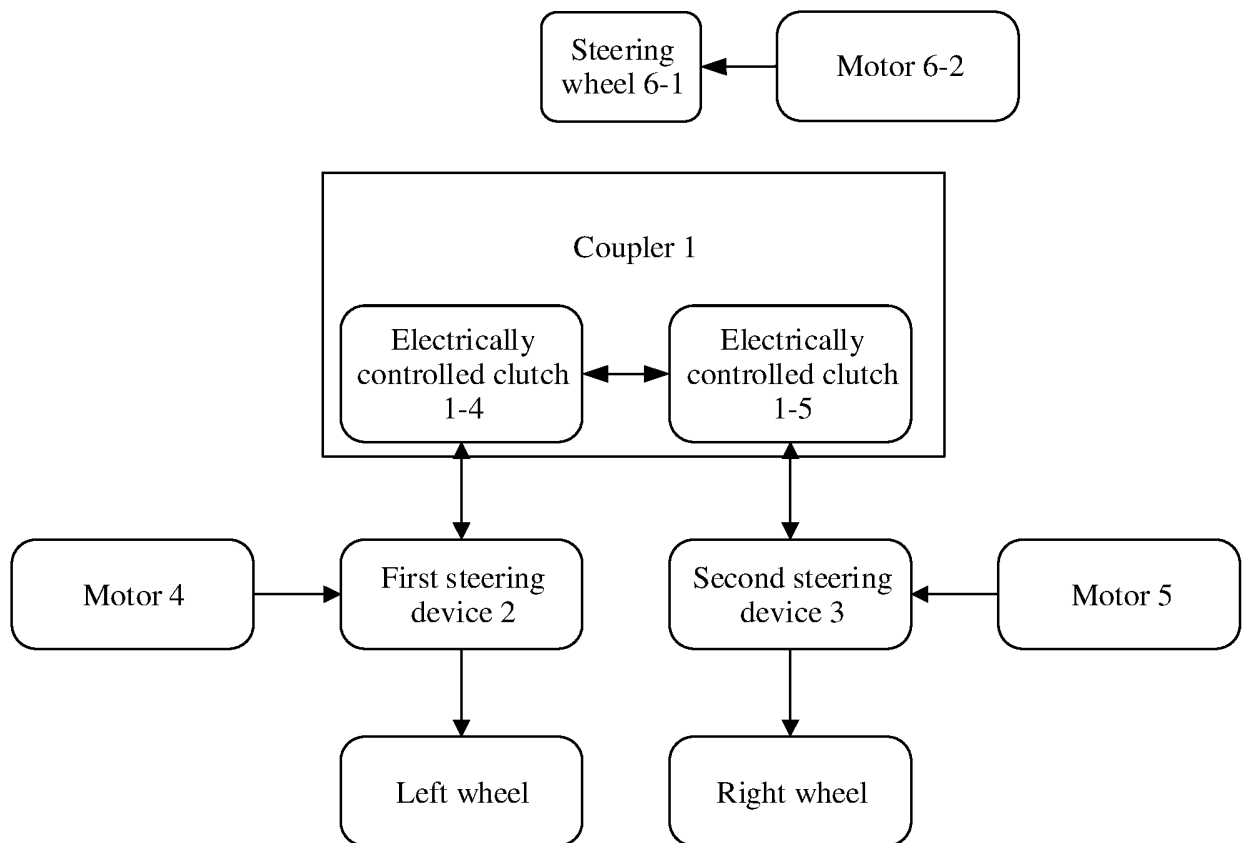 Steering
wheel 6-1
Motor 6-2
Coupler 1
Electrically
controlled clutch
1-4
Electrically
controlled clutch
1-5
Motor 4
First steering
device 2
Second steering
device 3
Motor 5
Left wheel
Right wheel